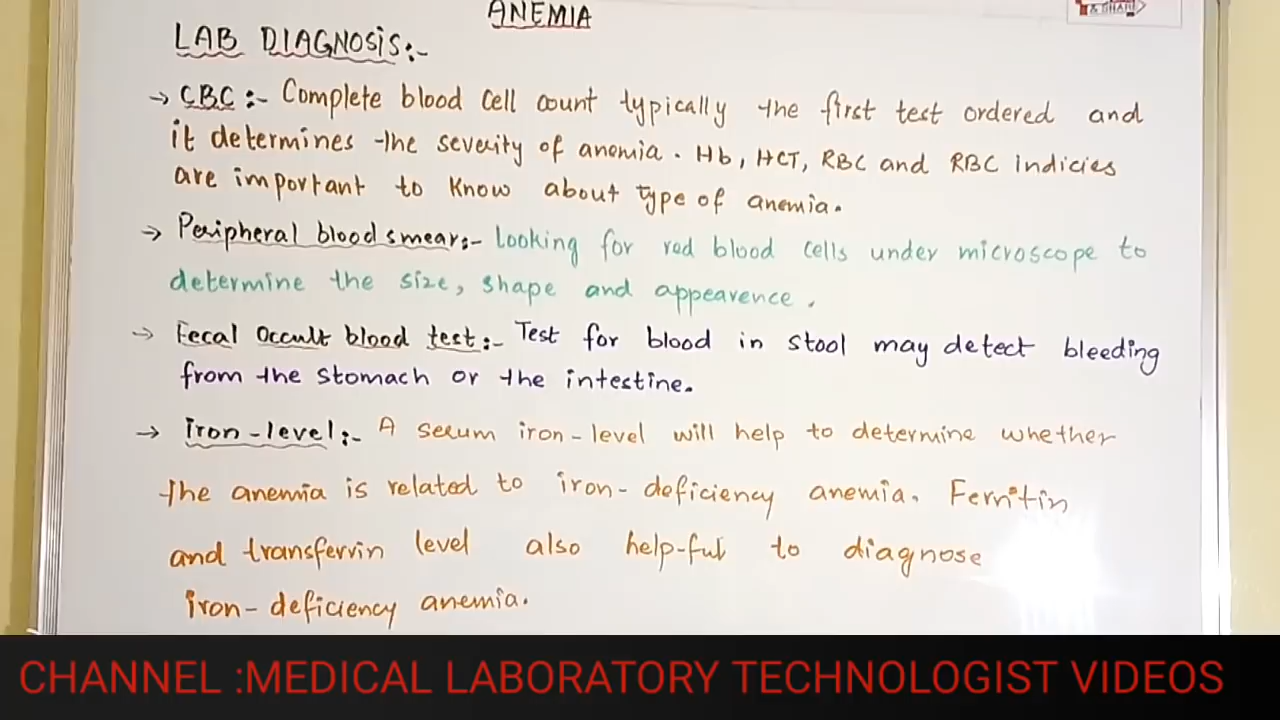 ANEMIA
& SHARE
LAB DIAGNOSIS:-
→ CBC :- Complete blood cell count typically the first test ordered and
it determines the severity of anemia. Hb, HCT, RBC and RBC indicies
are important to know about type of anemia.
→ Peripheral blood smear:- looking for red blood cells under microscope to
determine the size, shape and appearence.
→ Fecal Occult blood test:- Test for blood in stool may detect bleeding
from the stomach or the intestine.
→ Iron-level:- A serum iron-level will help to determine whether
the anemia is related to iron-deficiency anemia. Ferritin
and transferrin level also help-ful to diagnose
iron-deficiency anemia.
CHANNEL :MEDICAL LABORATORY TECHNOLOGIST VIDEOS